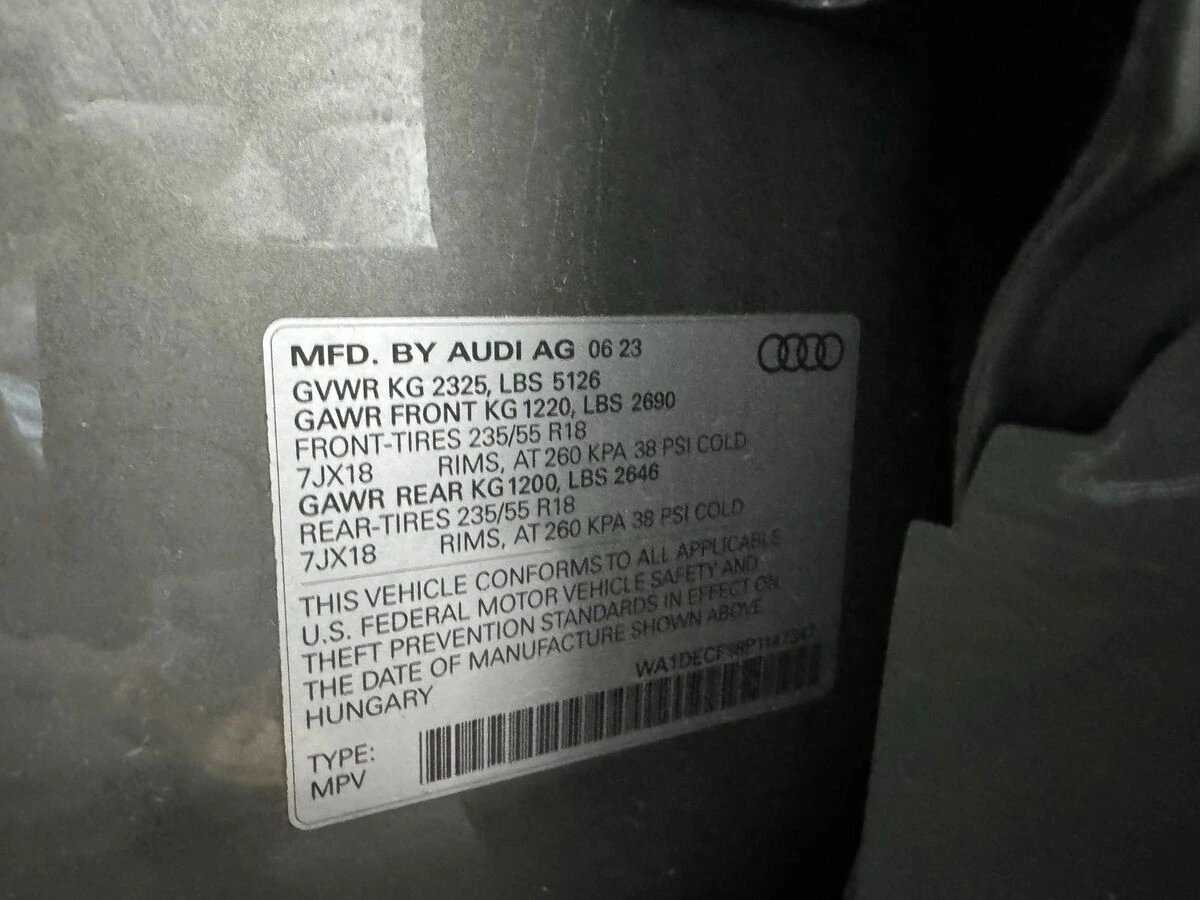 MFD. BY AUDI AG 06 23
GVWR KG 2325, LBS 5126
GAWR FRONT KG 1220, LBS 2690
FRONT-TIRES 235/55 R18
7JX18 RIMS, AT 260 KPA 38 PSI COLD
GAWR REAR KG 1200, LBS 2646
REAR-TIRES 235/55 R18
7JX18 RIMS, AT 260 KPA 38 PSI COLD
THIS VEHICLE CONFORMS TO ALL APPLICABLE
U.S. FEDERAL MOTOR VEHICLE SAFETY AND
THEFT PREVENTION STANDARDS IN EFFECT ON
THE DATE OF MANUFACTURE SHOWN ABOVE
HUNGARY
WA1DECF38P1147347
TYPE:
MPV